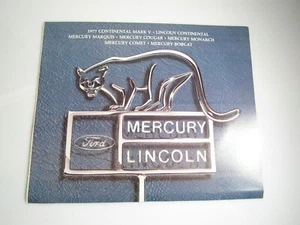 1977 CONTINENTAL MARK V • LINCOLN CONTINENTAL
MERCURY MARQUIS • MERCURY COUGAR • MERCURY MONARCH
MERCURY COMET • MERCURY BOBCAT
MERCURY
Ford
LINCOLN